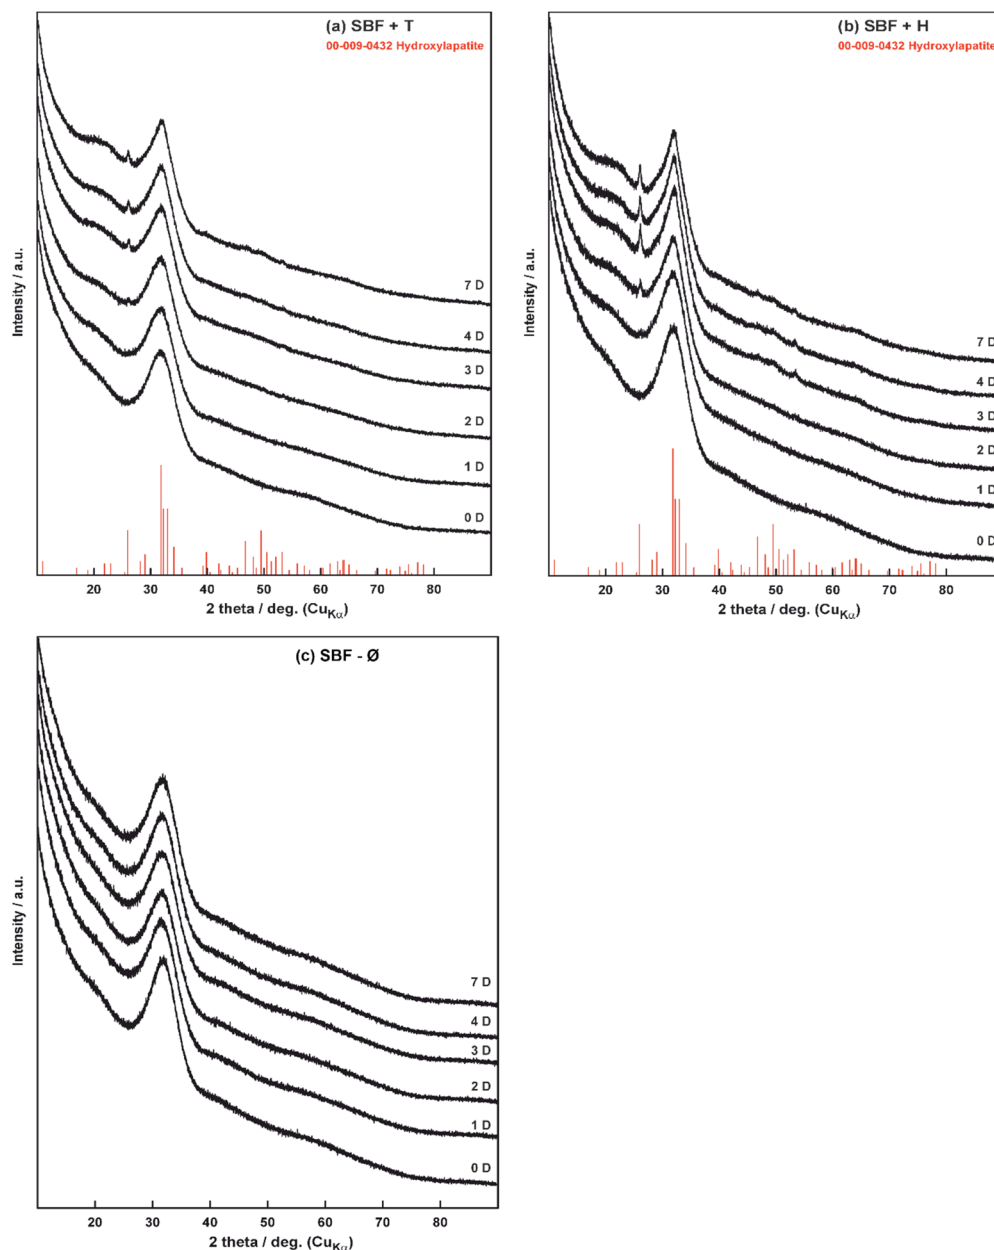 (a) SBF + T
00-009-0432 Hydroxylapatite
Intensity / a.u.
7 D
4 D
3 D
2 D
1 D
0 D
20 30 40 50 60 70 80
2 theta / deg. (CuKα)
(b) SBF + H
00-009-0432 Hydroxylapatite
Intensity / a.u.
7 D
4 D
3 D
2 D
1 D
0 D
20 30 40 50 60 70 80
2 theta / deg. (CuKα)
(c) SBF - Ø
Intensity / a.u.
7 D
4 D
3 D
2 D
1 D
0 D
20 30 40 50 60 70 80
2 theta / deg. (CuKα)